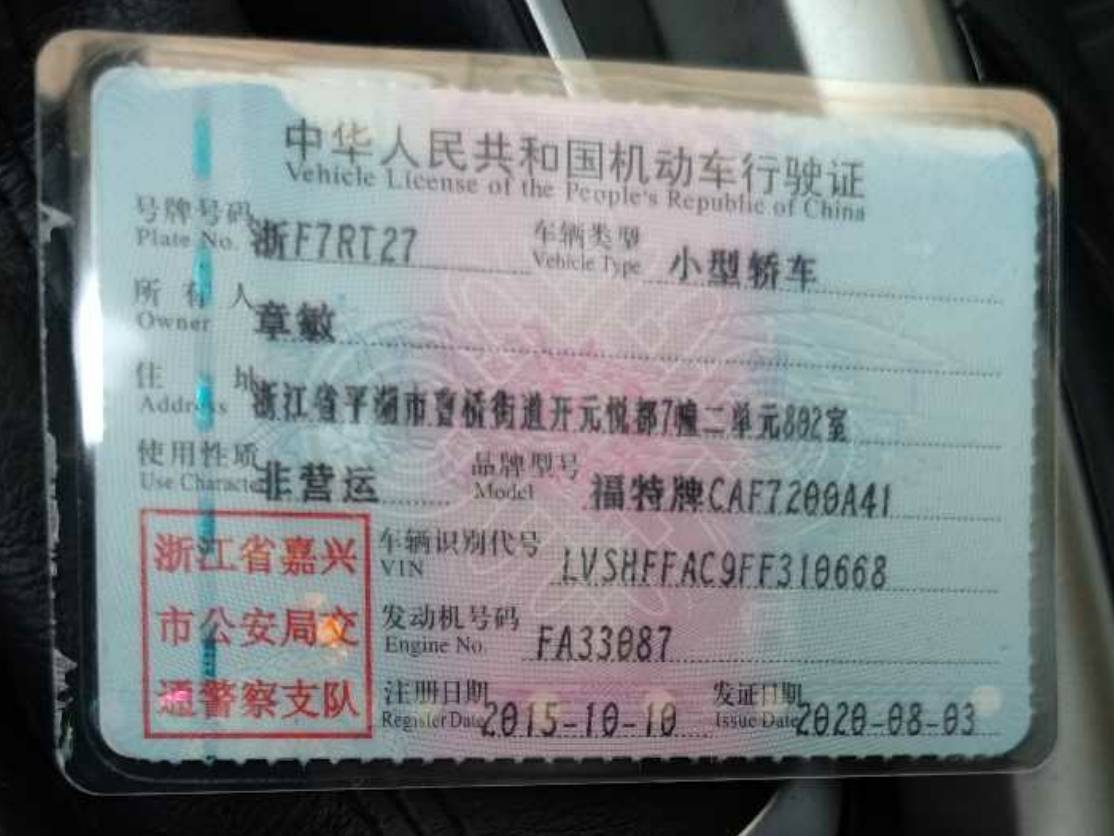 中华人民共和国机动车行驶证
Vehicle License of the People's Republic of China
号牌号码 浙F7RT27 车辆类型 小型轿车
Plate No. Vehicle Type
所有人 章敏
Owner
住址 浙江省平湖市曹桥街道开元悦都7幢二单元802室
Address
使用性质 非营运 品牌型号 福特牌CAF7200A41
Use Character Model
浙江省嘉兴
市公安局交
通警察支队
车辆识别代号 LVSHFFAC9FF310668
VIN
发动机号码 FA33087
Engine No.
注册日期 2015-10-10 发证日期 2020-08-03
Register Date Issue Date